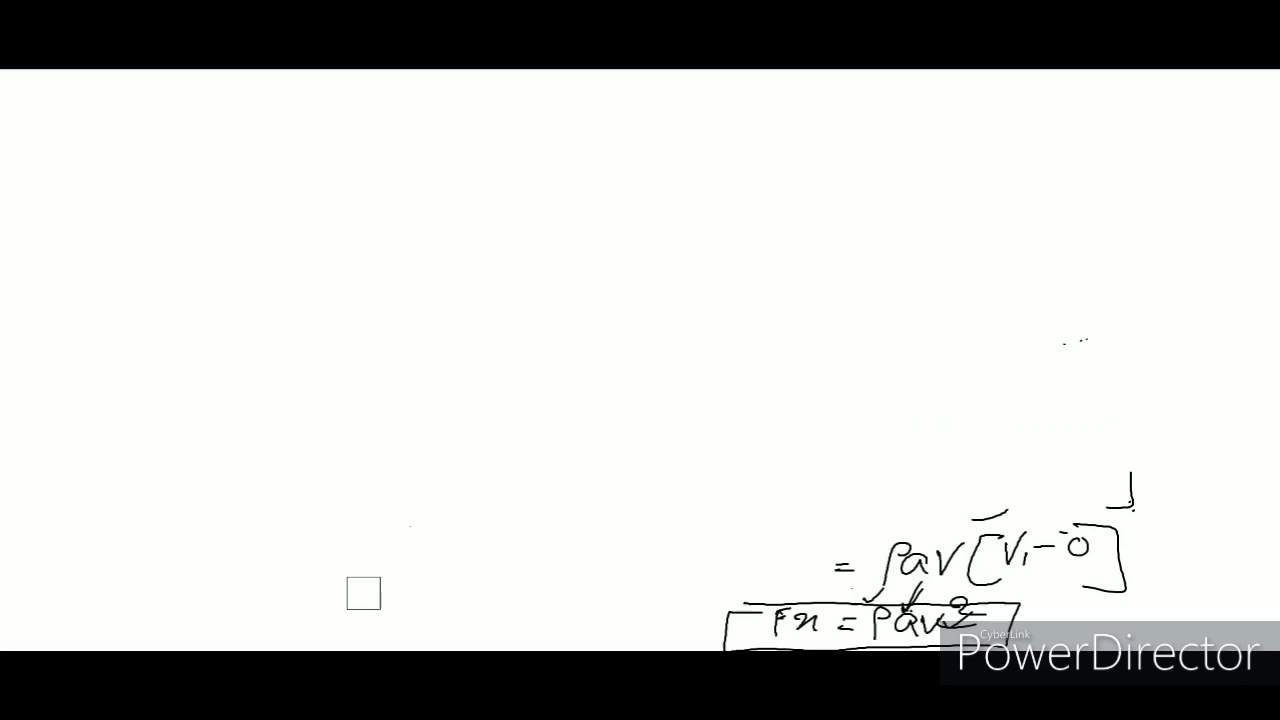 = ρav [V₁ - 0]
Fx = ρav²
CyberLink
PowerDirector